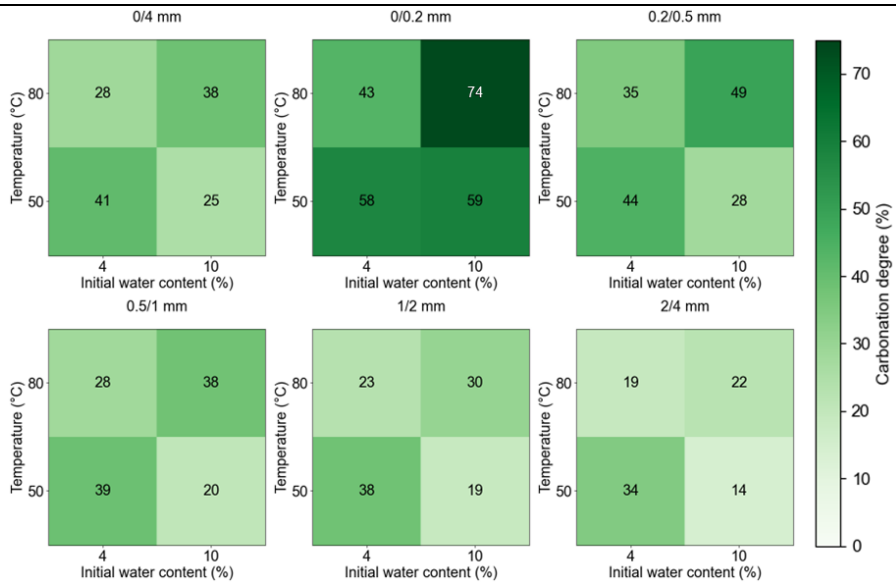 0/4 mm
0/0.2 mm
0.2/0.5 mm
Temperature (°C)
80
50
28
38
41
25
4
10
Initial water content (%)
Temperature (°C)
80
50
43
74
58
59
4
10
Initial water content (%)
Temperature (°C)
80
50
35
49
44
28
4
10
Initial water content (%)
0.5/1 mm
1/2 mm
2/4 mm
Temperature (°C)
80
50
28
38
39
20
4
10
Initial water content (%)
Temperature (°C)
80
50
23
30
38
19
4
10
Initial water content (%)
Temperature (°C)
80
50
19
22
34
14
4
10
Initial water content (%)
70
60
50
40
30
20
10
0
Carbonation degree (%)